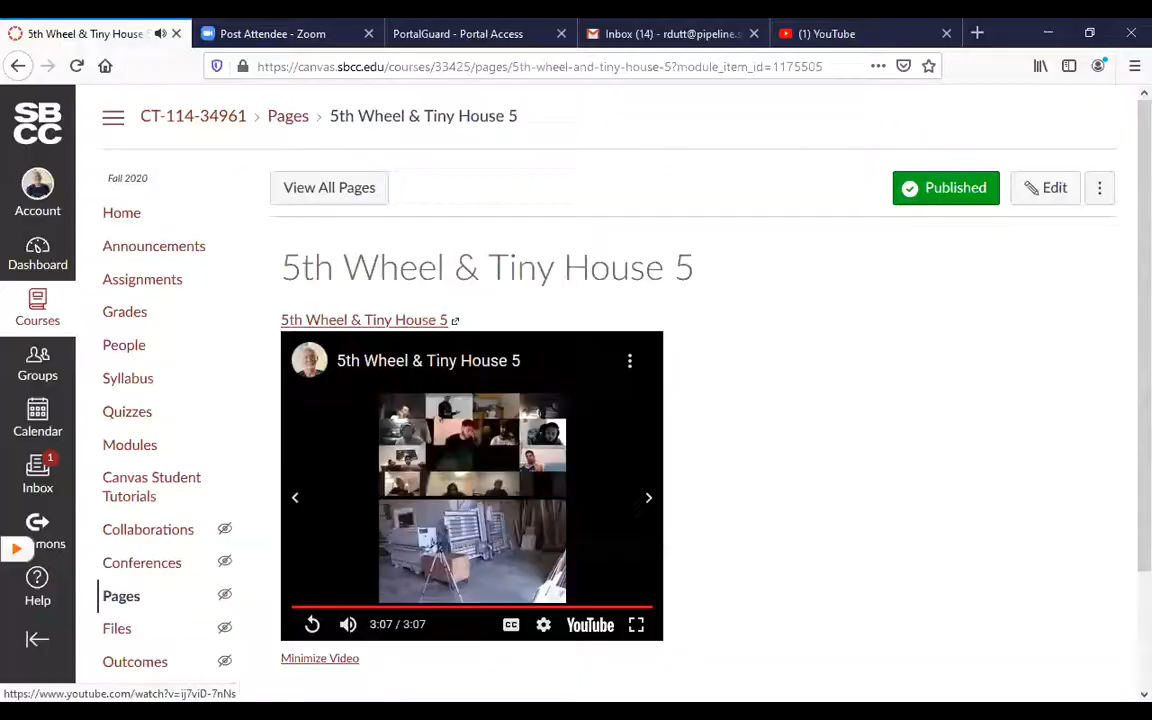 5th Wheel & Tiny House
Post Attendee - Zoom
PortalGuard - Portal Access
Inbox (14) - rdutt@pipeline.s
(1) YouTube
https://canvas.sbcc.edu/courses/33425/pages/5th-wheel-and-tiny-house-5?module_item_id=1175505
SB
CC
CT-114-34961 › Pages › 5th Wheel & Tiny House 5
Fall 2020
View All Pages
Published
Edit
Account
Dashboard
Courses
Groups
Calendar
1
Inbox
mons
Help
Home
Announcements
Assignments
Grades
People
Syllabus
Quizzes
Modules
Canvas Student
Tutorials
Collaborations
Conferences
Pages
Files
Outcomes
5th Wheel & Tiny House 5
5th Wheel & Tiny House 5
5th Wheel & Tiny House 5
3:07 / 3:07
CC
YouTube
Minimize Video
https://www.youtube.com/watch?v=ij7viD-7nNs